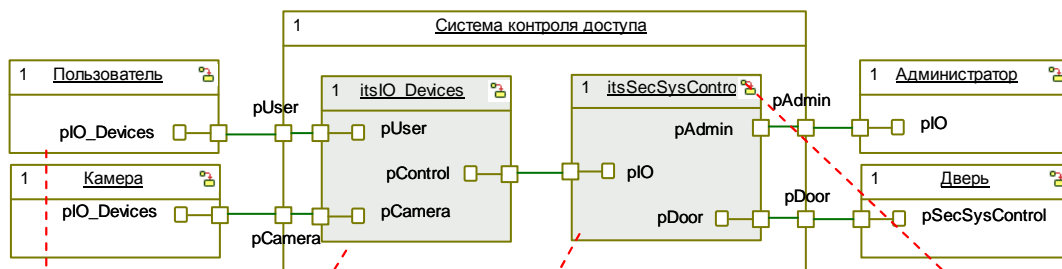 1 Система контроля доступа
1 Пользователь
pIO_Devices
pUser
1 itsIO_Devices
pUser
pControl
pCamera
1 Камера
pIO_Devices
pCamera
1 itsSecSysContro
pAdmin
pIO
pDoor
pAdmin
1 Администратор
pIO
pDoor
1 Дверь
pSecSysControl